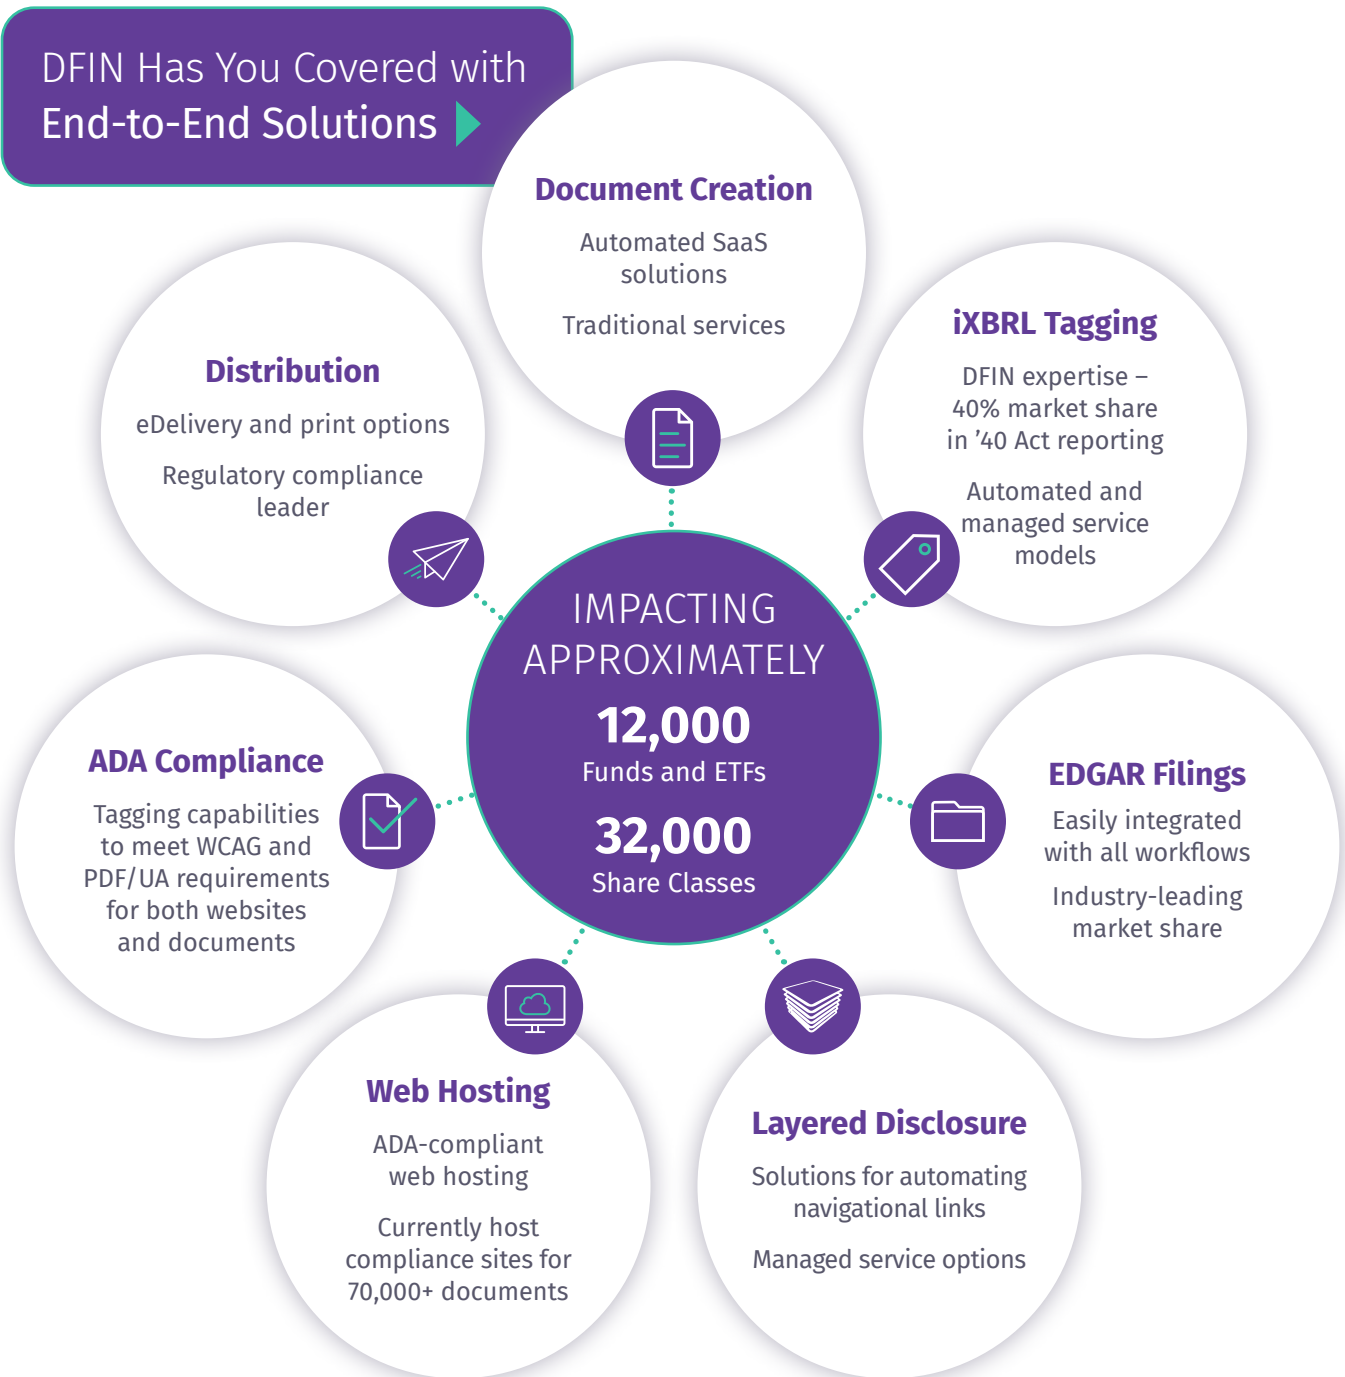 DFIN Has You Covered with
End-to-End Solutions
Document Creation
Automated SaaS
solutions
Traditional services
iXBRL Tagging
DFIN expertise –
40% market share
in ’40 Act reporting
Automated and
managed service
models
EDGAR Filings
Easily integrated
with all workflows
Industry-leading
market share
Layered Disclosure
Solutions for automating
navigational links
Managed service options
Web Hosting
ADA-compliant
web hosting
Currently host
compliance sites for
70,000+ documents
ADA Compliance
Tagging capabilities
to meet WCAG and
PDF/UA requirements
for both websites
and documents
Distribution
eDelivery and print options
Regulatory compliance
leader
IMPACTING
APPROXIMATELY
12,000
Funds and ETFs
32,000
Share Classes